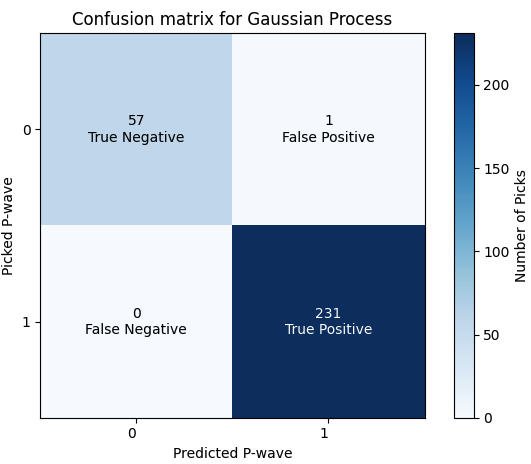 Confusion matrix for Gaussian Process
57
True Negative
1
False Positive
0
False Negative
231
True Positive
0
1
Picked P-wave
0
1
Predicted P-wave
200
150
100
50
0
Number of Picks